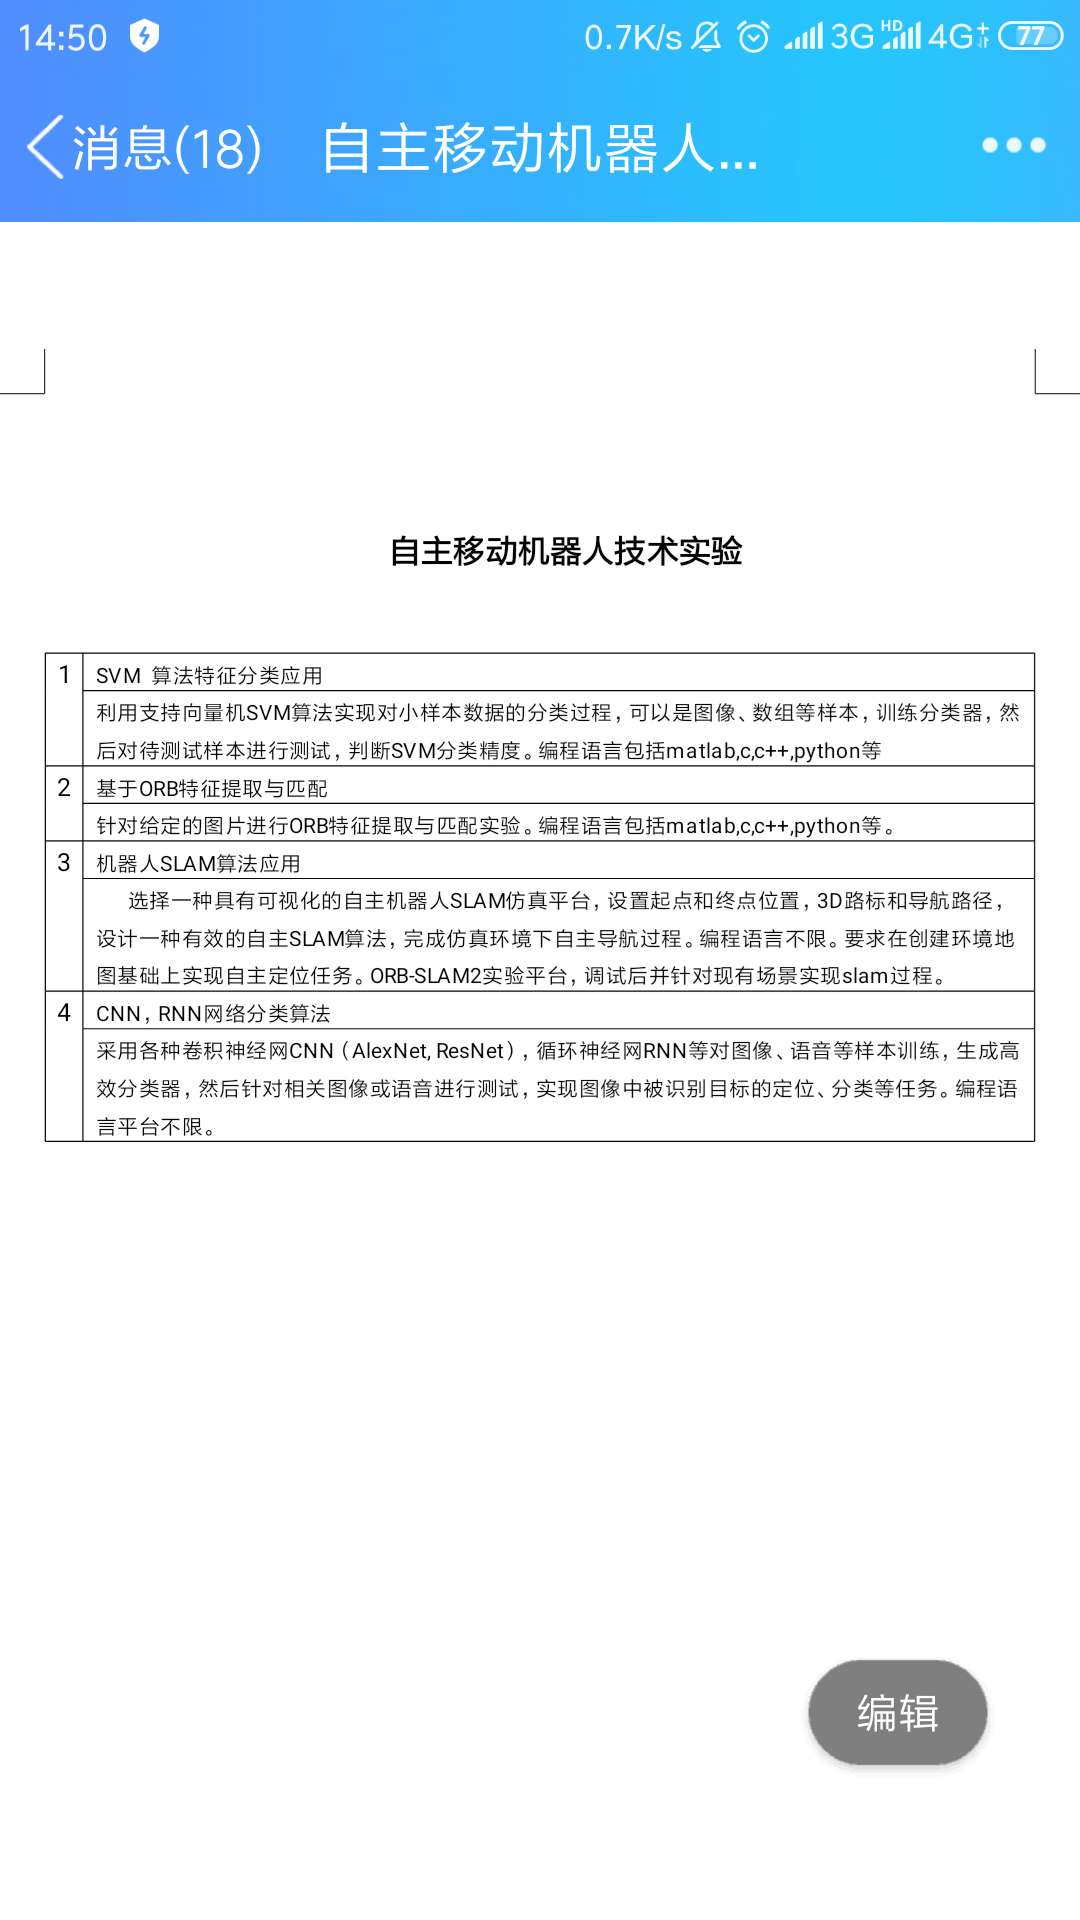 14:50 0.7K/s 3G HD 4G 77
消息(18) 自主移动机器人...
自主移动机器人技术实验
1 SVM 算法特征分类应用
利用支持向量机SVM算法实现对小样本数据的分类过程，可以是图像、数组等样本，训练分类器，然
后对待测试样本进行测试，判断SVM分类精度。编程语言包括matlab,c,c++,python等
2 基于ORB特征提取与匹配
针对给定的图片进行ORB特征提取与匹配实验。编程语言包括matlab,c,c++,python等。
3 机器人SLAM算法应用
选择一种具有可视化的自主机器人SLAM仿真平台，设置起点和终点位置，3D路标和导航路径，
设计一种有效的自主SLAM算法，完成仿真环境下自主导航过程。编程语言不限。要求在创建环境地
图基础上实现自主定位任务。ORB-SLAM2实验平台，调试后并针对现有场景实现slam过程。
4 CNN，RNN网络分类算法
采用各种卷积神经网CNN（AlexNet, ResNet），循环神经网RNN等对图像、语音等样本训练，生成高
效分类器，然后针对相关图像或语音进行测试，实现图像中被识别目标的定位、分类等任务。编程语
言平台不限。
编辑